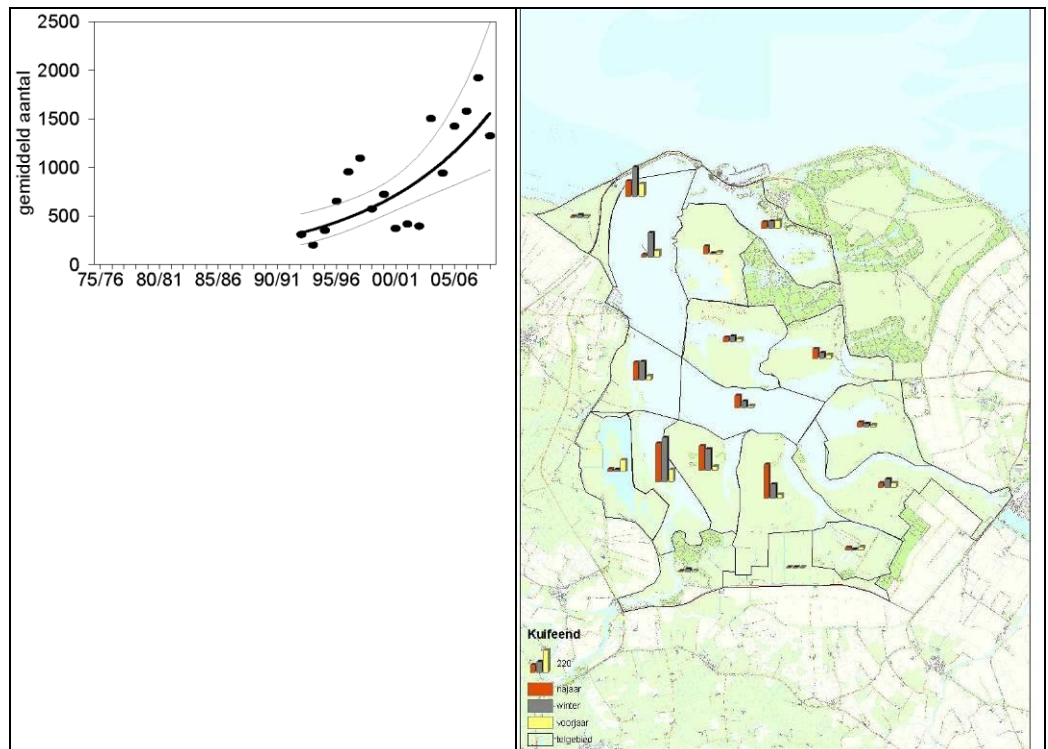 2500
2000
1500
1000
500
0
gemiddeld aantal
75/76 80/81 85/86 90/91 95/96 00/01 05/06
Kuifeend
220
najaar
winter
voorjaar
telgebied